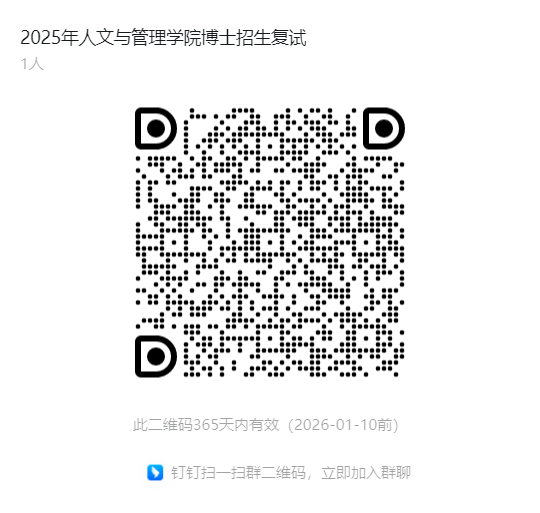 2025年人文与管理学院博士招生复试
1人
此二维码365天内有效（2026-01-10前）
钉钉扫一扫群二维码，立即加入群聊